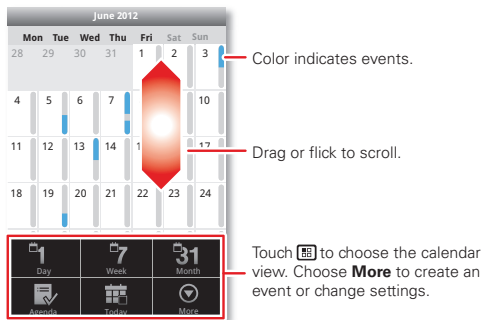 June 2012
Mon Tue Wed Thu Fri Sat Sun
28 29 30 31 1 2 3
Color indicates events.
4 5 6 7 10
11 12 13 14 1 17
Drag or flick to scroll.
18 19 20 21 22 23 24
1 7 31
Day Week Month
Agenda Today More
Touch to choose the calendar
view. Choose More to create an
event or change settings.